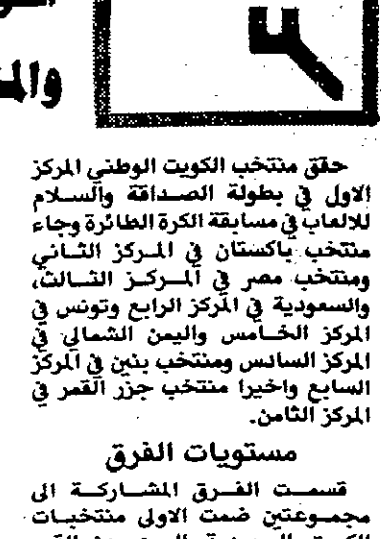 والم
حقق منتخب الكويت الوطني المركز
الاول في بطولة الصداقة والسلام
للالعاب في مسابقة الكرة الطائرة وجاء
منتخب باكستان في المركز الثاني
ومنتخب مصر في المركز الثالث،
والسعودية في المركز الرابع وتونس في
المركز الخامس واليمن الشمالي في
المركز السادس ومنتخب بنين في المركز
السابع واخيرا منتخب جزر القمر في
المركز الثامن.
مستويات الفرق
قسمت الفرق المشاركة الى
مجموعتين ضمت الاولى منتخبات